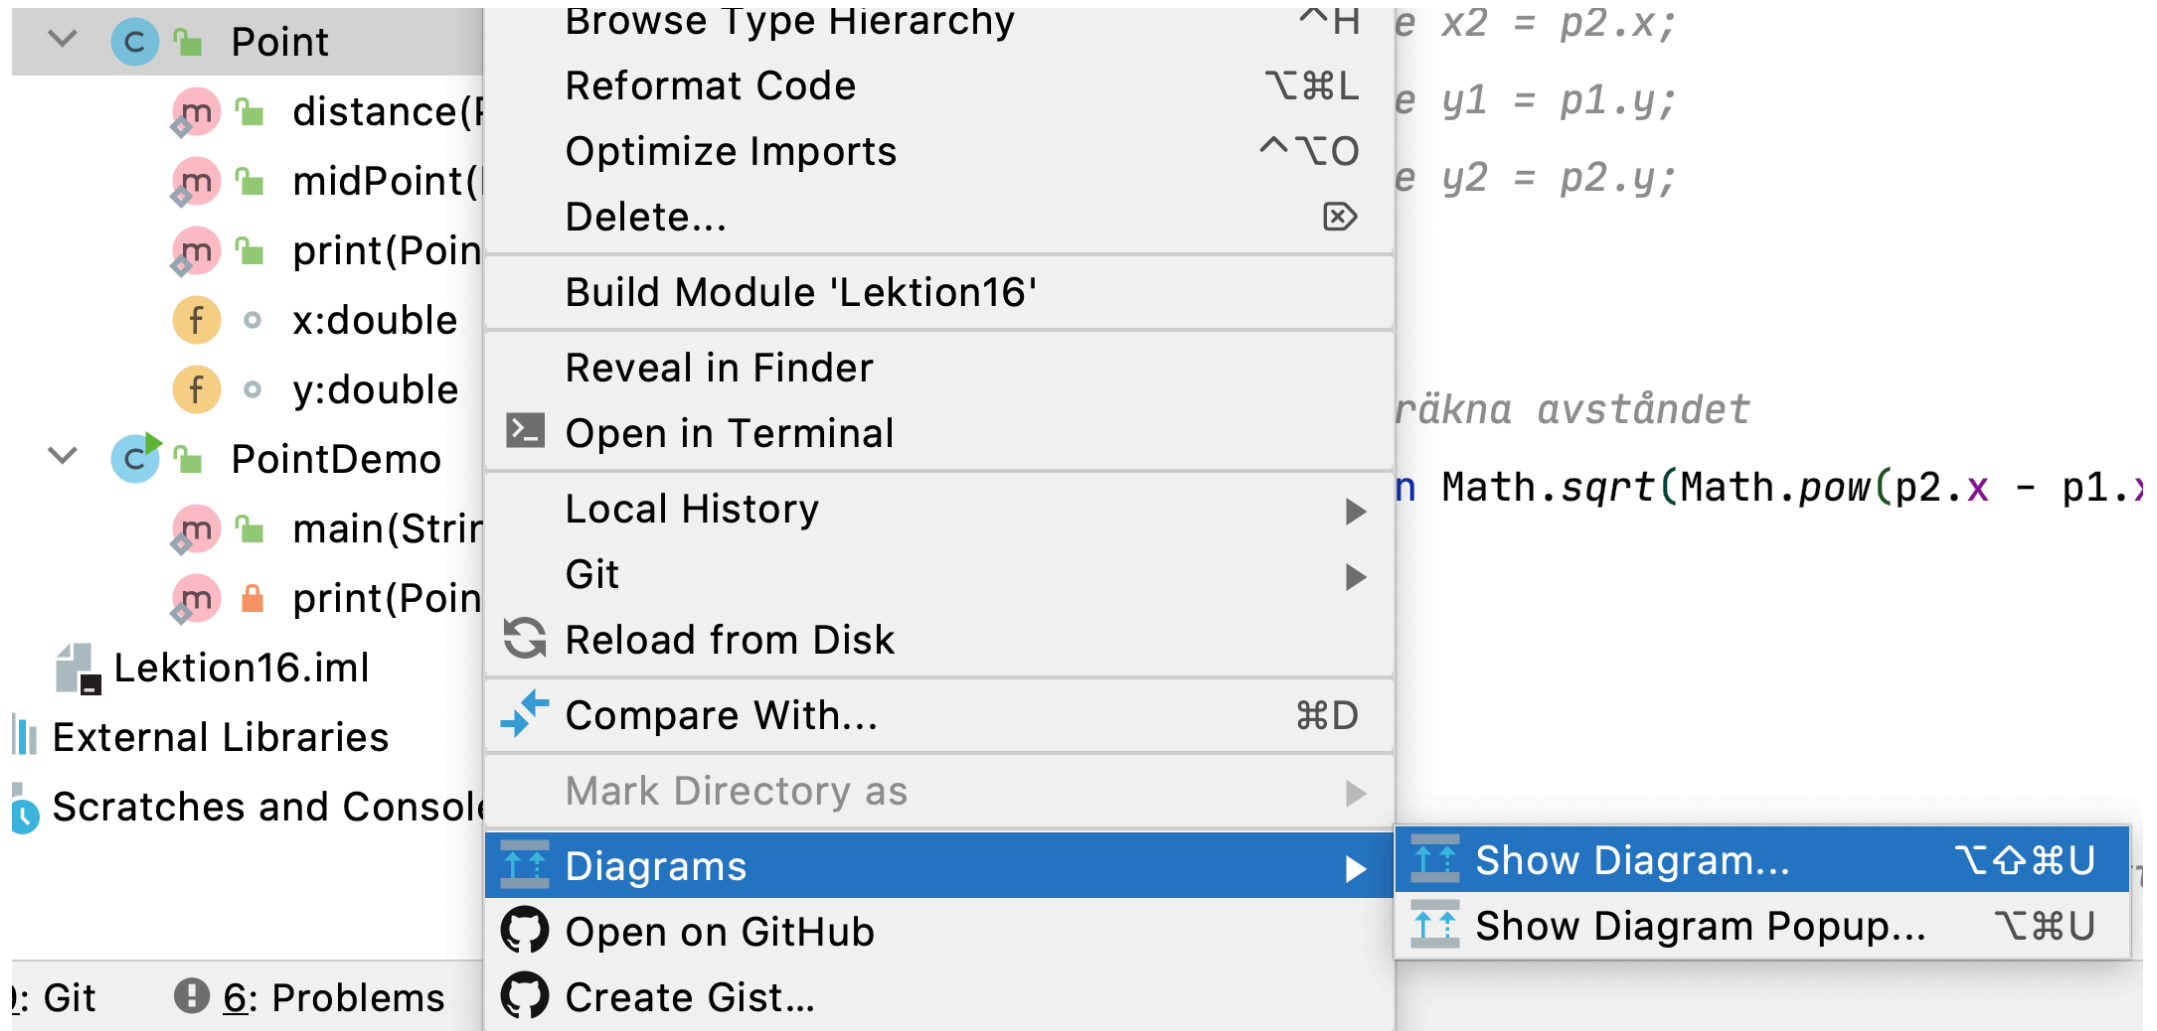 Point
distance(
midPoint(
print(Poin
x:double
y:double
PointDemo
main(Strin
print(Poin
Lektion16.iml
External Libraries
Scratches and Console
: Git
6: Problems
Browse Type Hierarchy ^H
Reformat Code ⌥⌘L
Optimize Imports ^⌥O
Delete... ⌦
Build Module 'Lektion16'
Reveal in Finder
Open in Terminal
Local History
Git
Reload from Disk
Compare With... ⌘D
Mark Directory as
Diagrams
Open on GitHub
Create Gist...
Show Diagram... ⌥⇧⌘U
Show Diagram Popup... ⌥⌘U
e x2 = p2.x;
e y1 = p1.y;
e y2 = p2.y;
räkna avståndet
n Math.sqrt(Math.pow(p2.x - p1.x